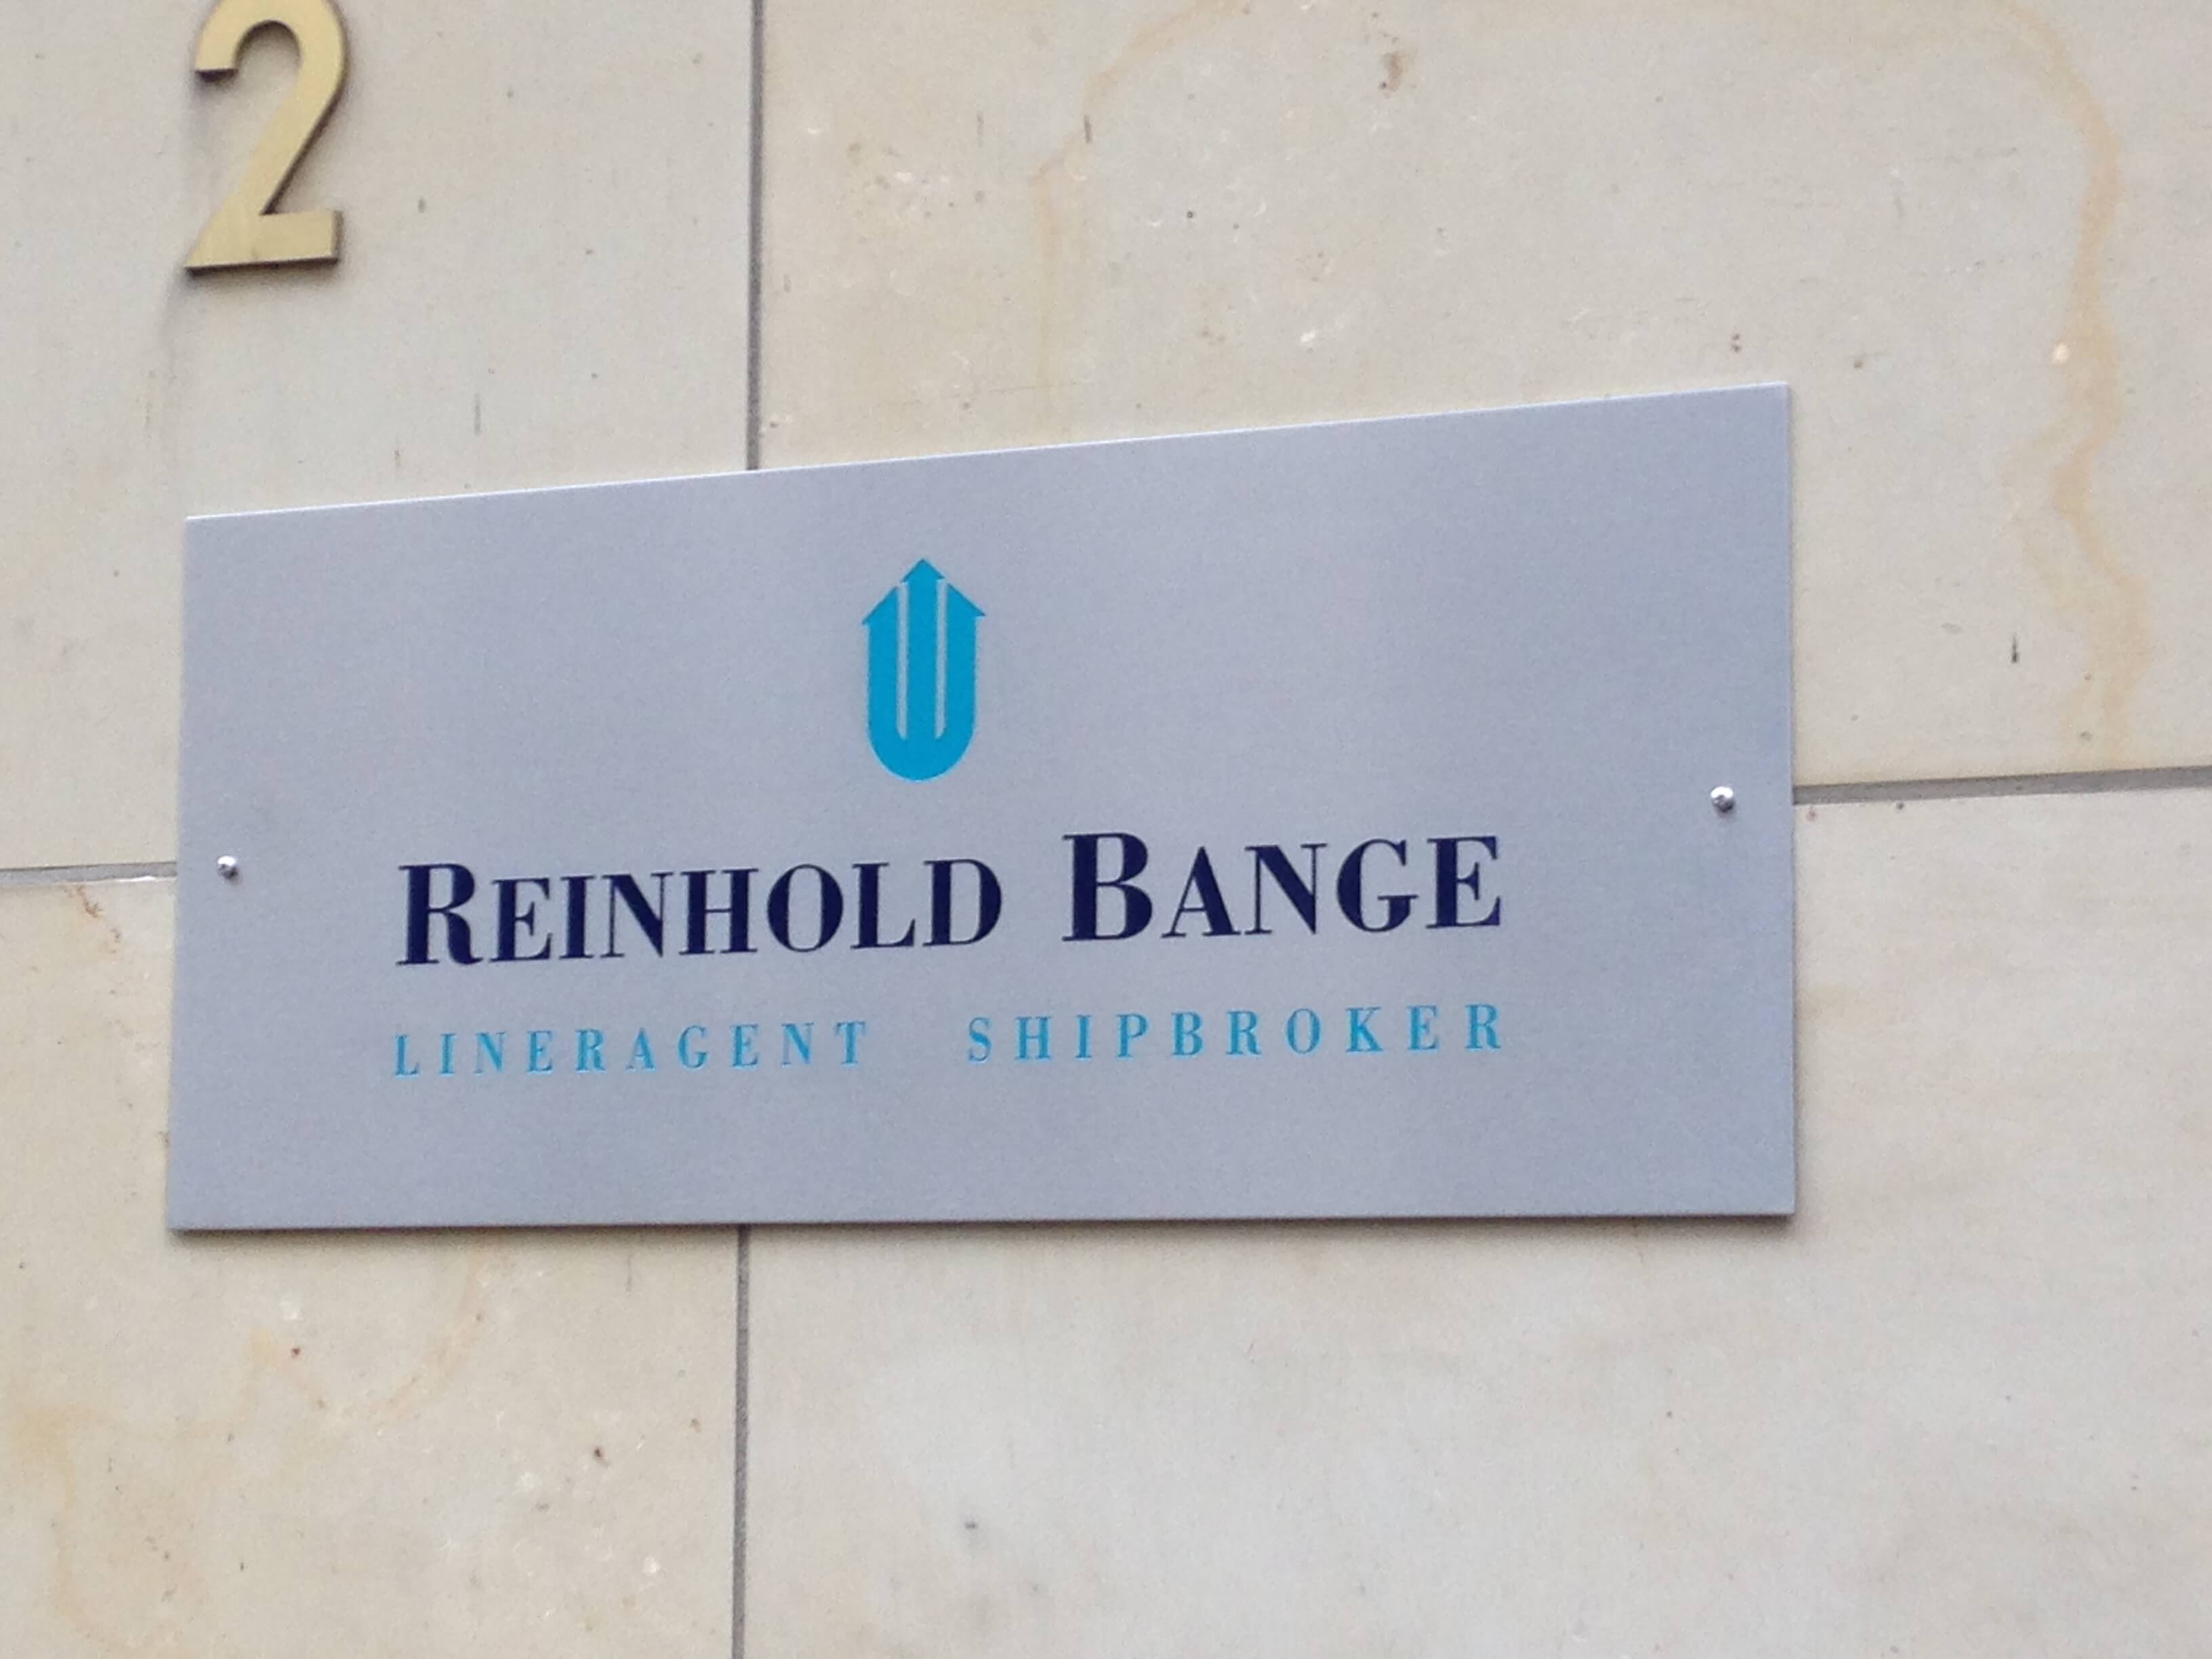 2
REINHOLD BANGE
LINERAGENT SHIPBROKER